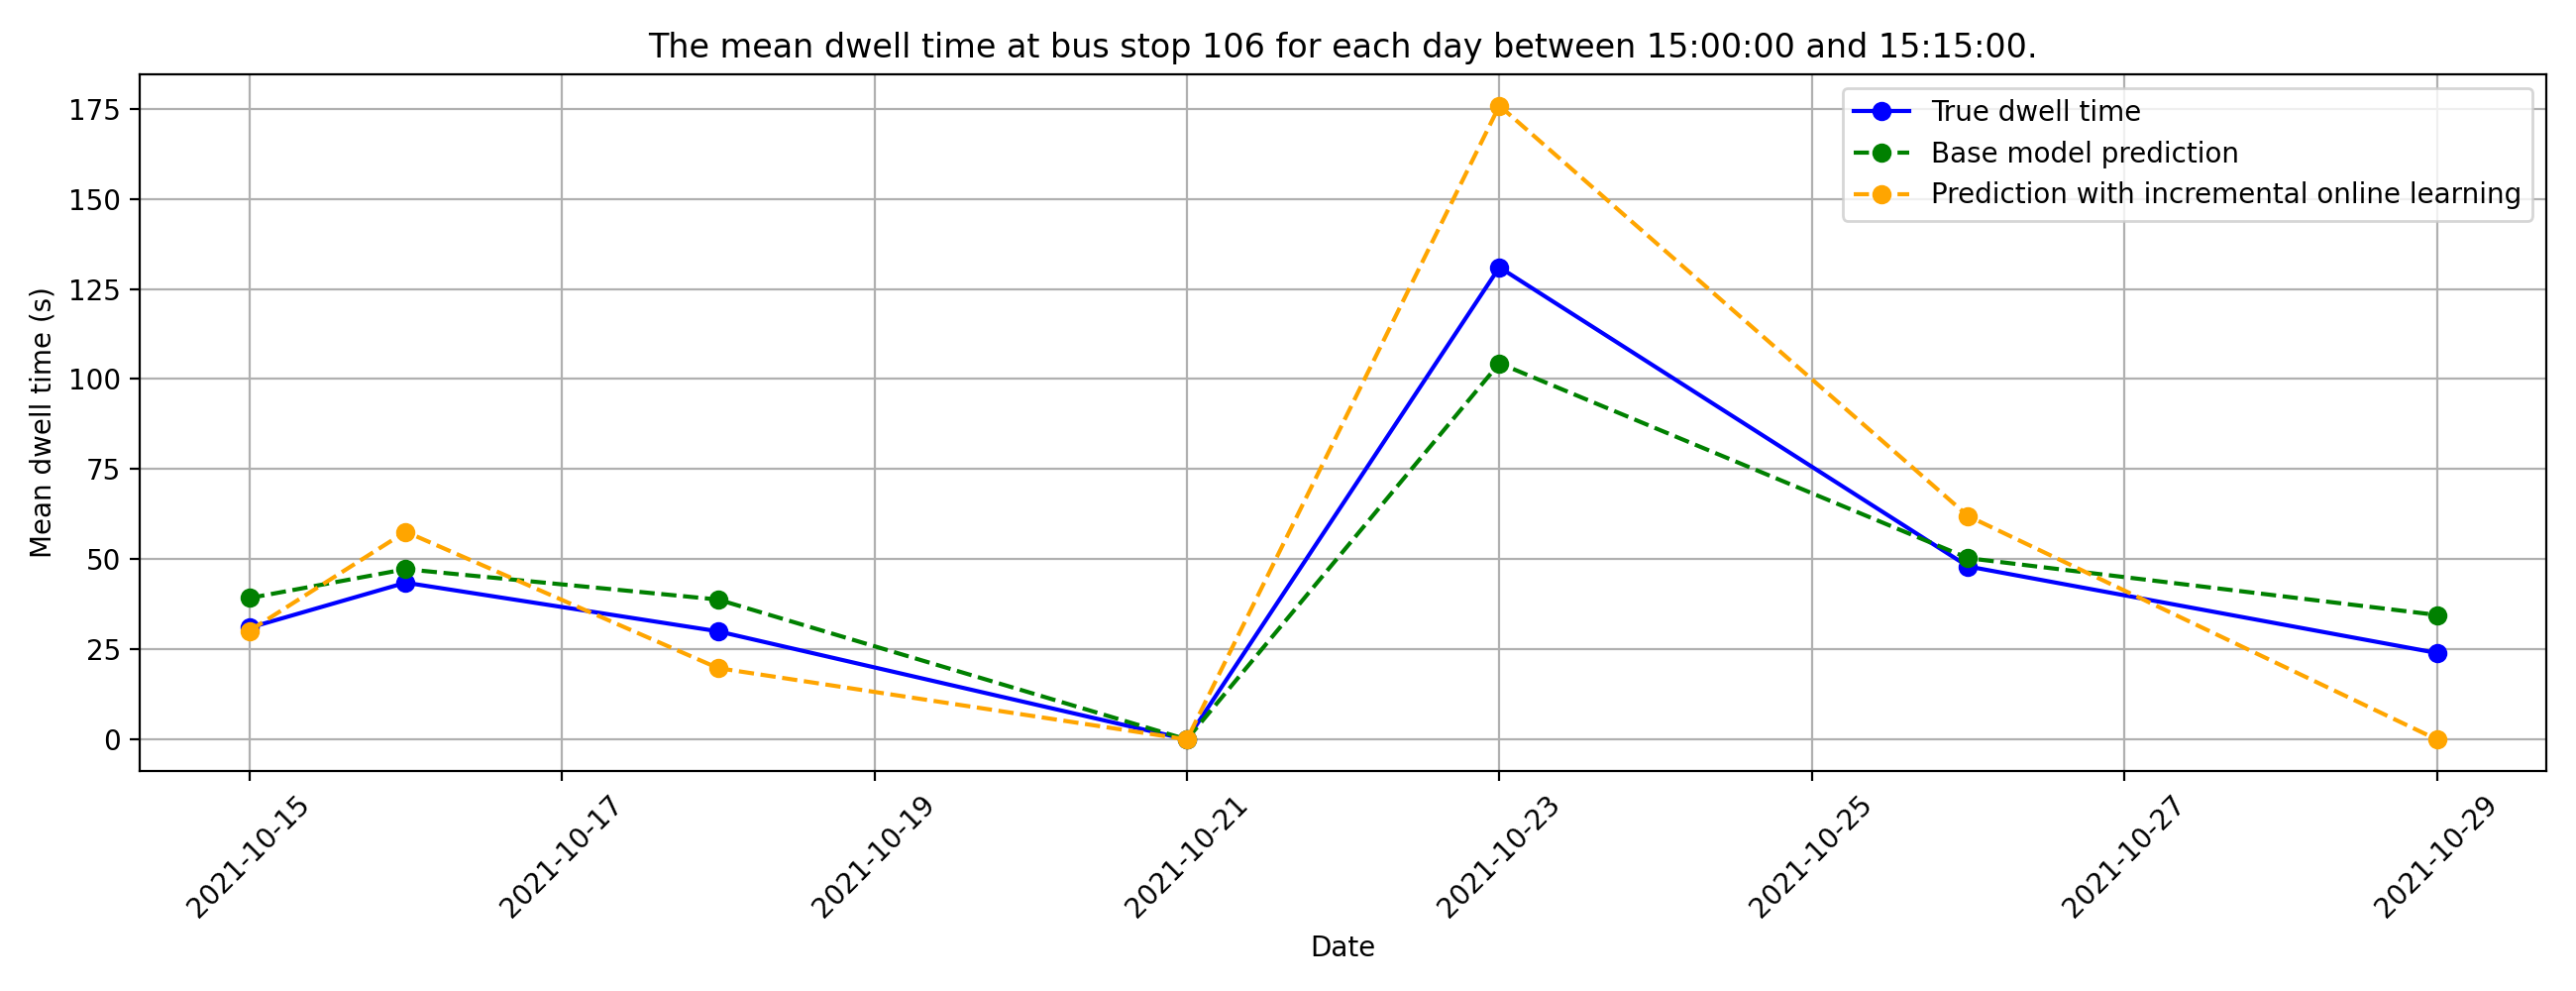 The mean dwell time at bus stop 106 for each day between 15:00:00 and 15:15:00.
True dwell time
Base model prediction
Prediction with incremental online learning
Mean dwell time (s)
175
150
125
100
75
50
25
0
2021-10-15
2021-10-17
2021-10-19
2021-10-21
2021-10-23
2021-10-25
2021-10-27
2021-10-29
Date